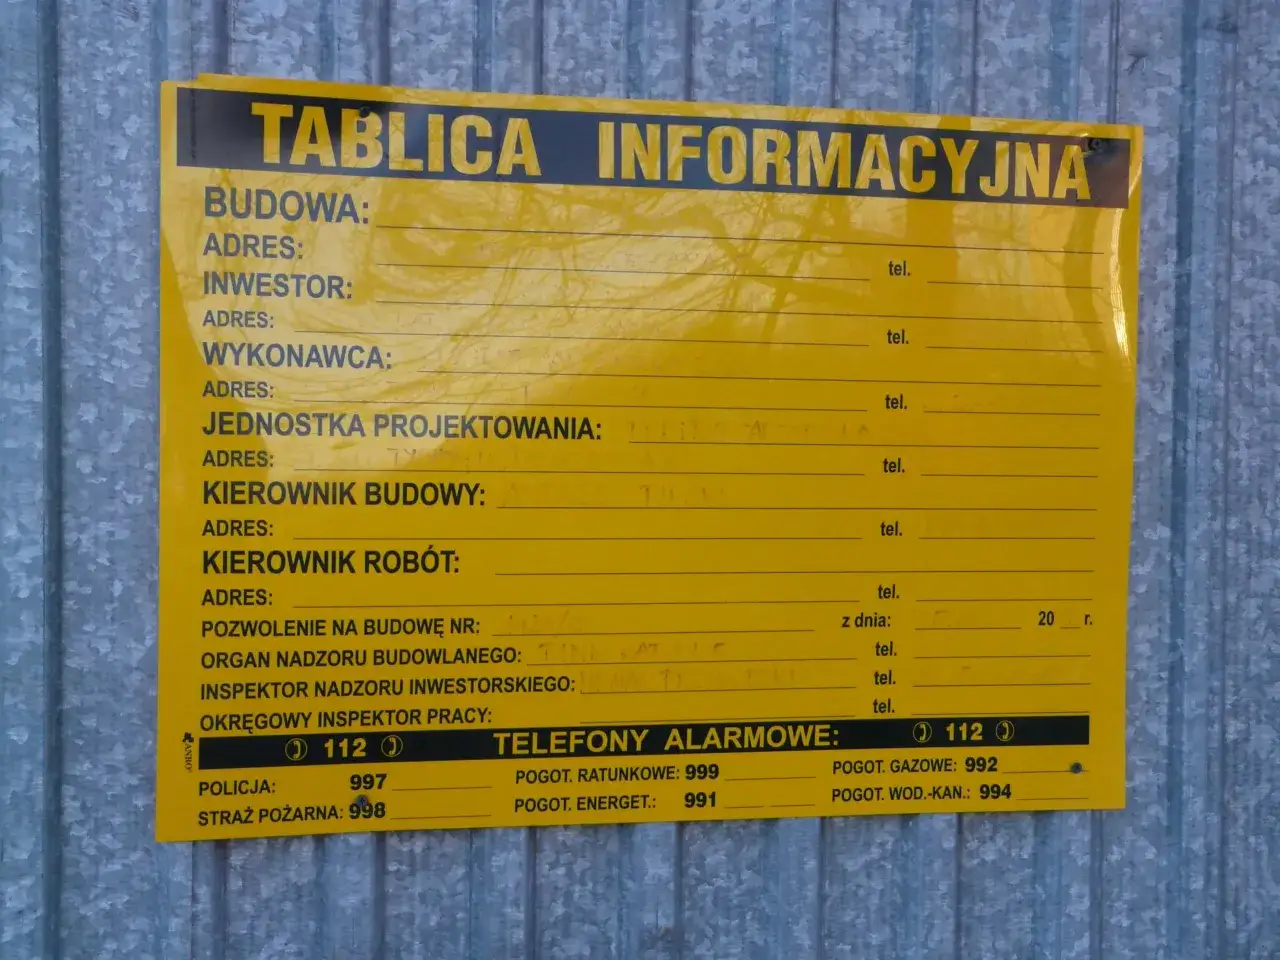 TABLICA INFORMACYJNA
BUDOWA:
ADRES: tel.
INWESTOR:
ADRES: tel.
WYKONAWCA:
ADRES: tel.
JEDNOSTKA PROJEKTOWANIA:
ADRES: tel.
KIEROWNIK BUDOWY:
ADRES: tel.
KIEROWNIK ROBÓT:
ADRES: tel.
POZWOLENIE NA BUDOWĘ NR: z dnia: 20 r.
ORGAN NADZORU BUDOWLANEGO: tel.
INSPEKTOR NADZORU INWESTORSKIEGO: tel.
OKRĘGOWY INSPEKTOR PRACY: tel.
112 TELEFONY ALARMOWE: 112
POLICJA: 997 POGOT. RATUNKOWE: 999 POGOT. GAZOWE: 992
STRAŻ POŻARNA: 998 POGOT. ENERGET.: 991 POGOT. WOD.-KAN.: 994